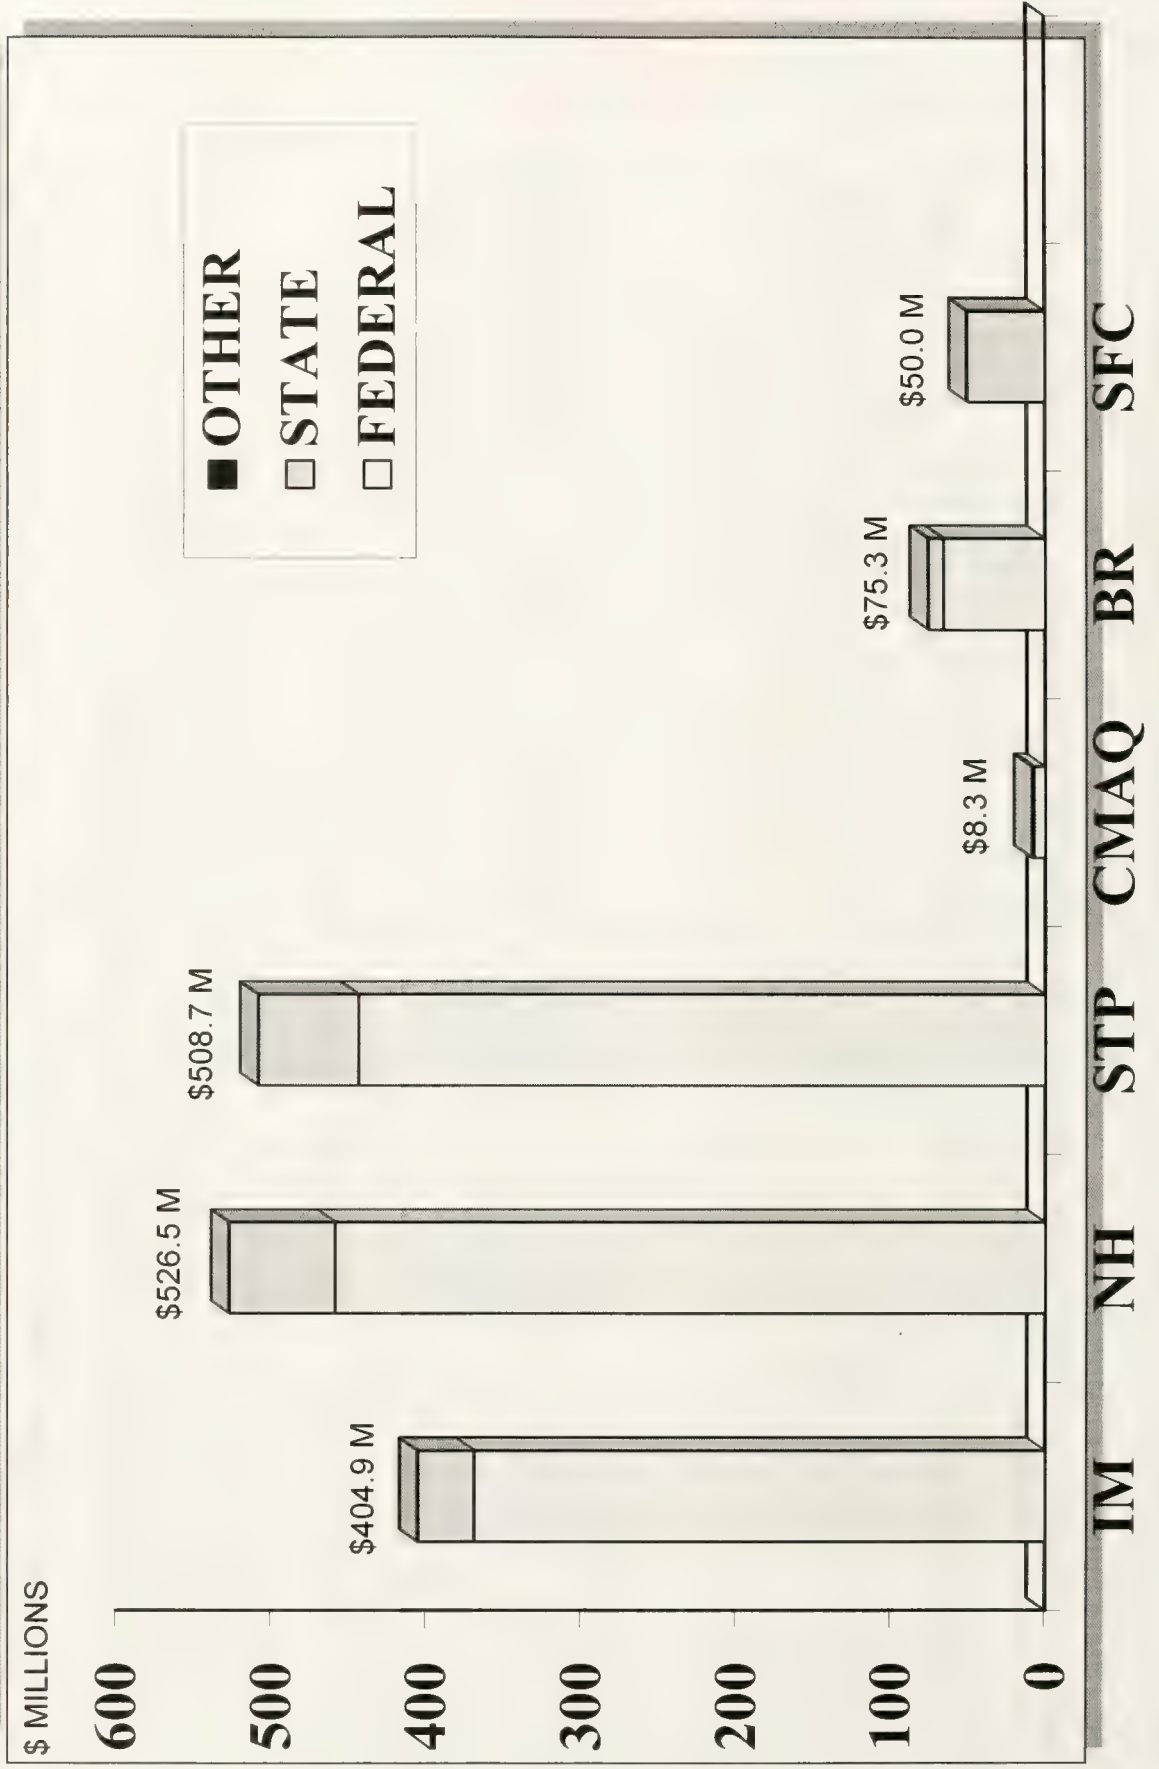 $ MILLIONS
600
500
400
300
200
100
0
$404.9 M
$526.5 M
$508.7 M
$8.3 M
$75.3 M
$50.0 M
OTHER
STATE
FEDERAL
IM
NH
STP
CMAQ
BR
SFC